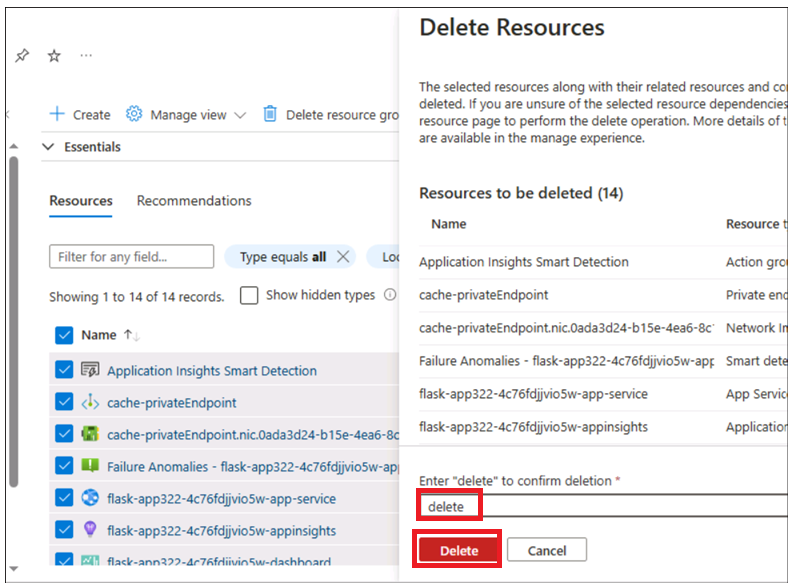 Delete Resources
Create
Manage view
Delete resource gro
Essentials
Resources
Recommendations
Filter for any field...
Type equals all
Loc
Showing 1 to 14 of 14 records.
Show hidden types
Name
Application Insights Smart Detection
cache-privateEndpoint
cache-privateEndpoint.nic.0ada3d24-b15e-4ea6-8c
Failure Anomalies - flask-app322-4c76fdjjvio5w-app
flask-app322-4c76fdjjvio5w-app-service
flask-app322-4c76fdjjvio5w-appinsights
flask-app322-4c76fdjjvio5w-dashboard
The selected resources along with their related resources and co
deleted. If you are unsure of the selected resource dependencies
resource page to perform the delete operation. More details of t
are available in the manage experience.
Resources to be deleted (14)
Name Resource t
Application Insights Smart Detection Action gro
cache-privateEndpoint Private end
cache-privateEndpoint.nic.0ada3d24-b15e-4ea6-8c Network In
Failure Anomalies - flask-app322-4c76fdjjvio5w-app Smart dete
flask-app322-4c76fdjjvio5w-app-service App Servic
flask-app322-4c76fdjjvio5w-appinsights Application
Enter "delete" to confirm deletion *
delete
Delete
Cancel